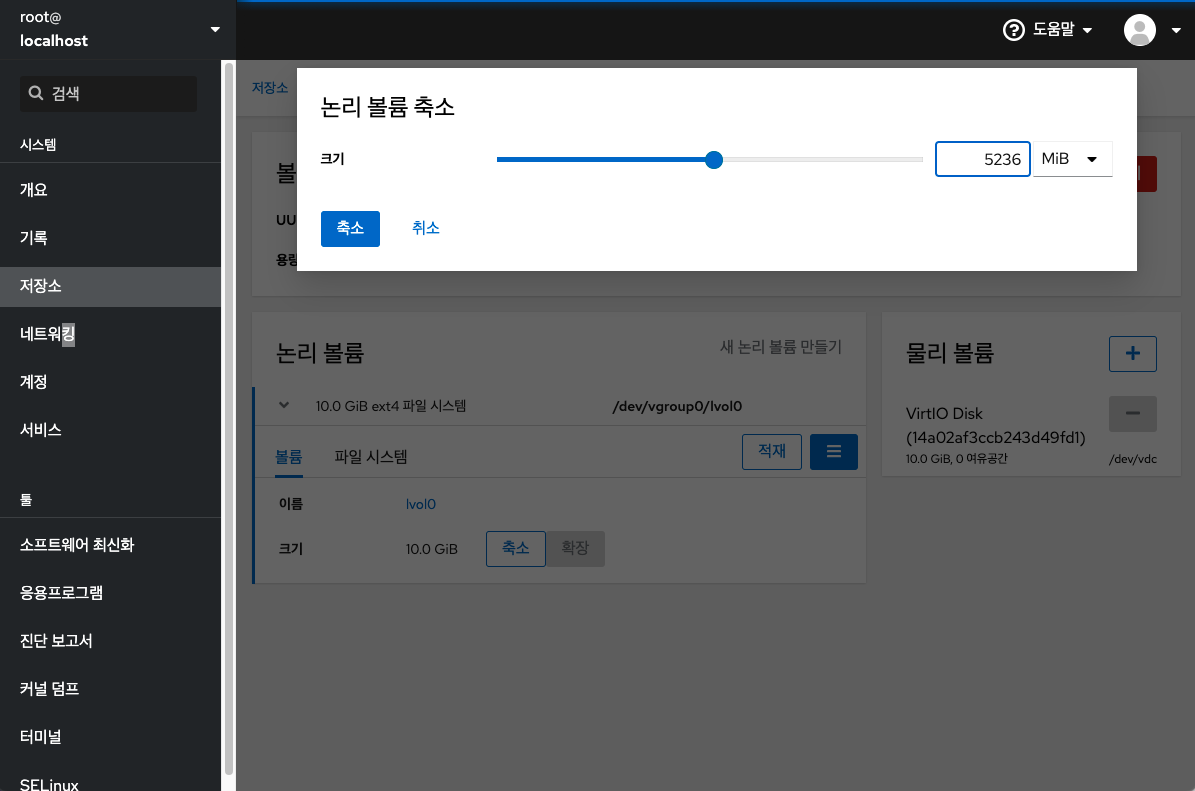 root@
localhost
도움말
검색
시스템
개요
기록
저장소
네트워킹
계정
서비스
툴
소프트웨어 최신화
응용프로그램
진단 보고서
커널 덤프
터미널
SELinux
저장소
논리 볼륨 축소
크기
5236
MiB
축소
취소
볼
UU
용량
논리 볼륨
새 논리 볼륨 만들기
10.0 GiB ext4 파일 시스템
/dev/vgroup0/lvol0
볼륨
파일 시스템
적재
이름
lvol0
크기
10.0 GiB
축소
확장
물리 볼륨
VirtIO Disk
(14a02af3ccb243d49fd1)
10.0 GiB, 0 여유공간
/dev/vdc